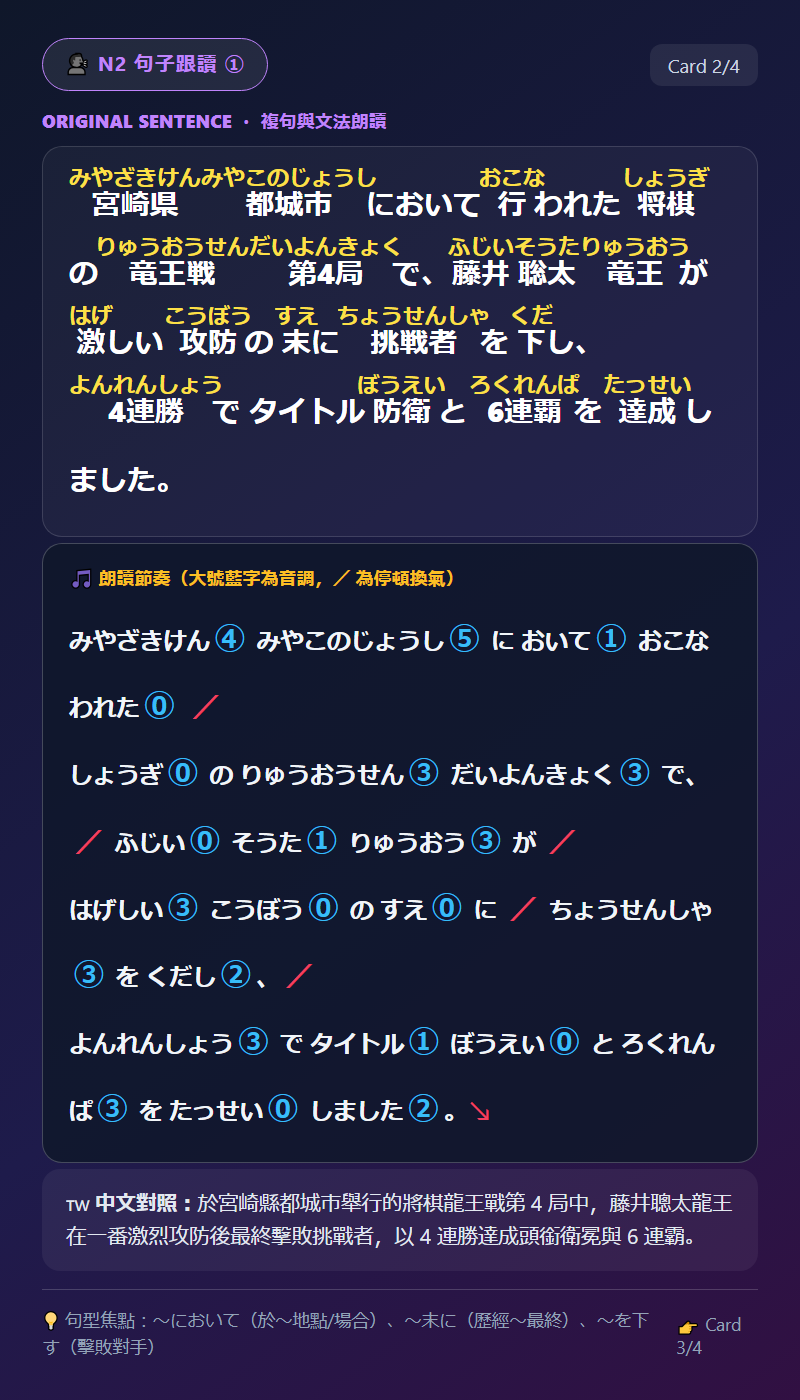 🗣 N2 句子跟讀 ①
Card 2/4
ORIGINAL SENTENCE · 複句與文法朗讀
みやざきけんみやこのじょうし おこな しょうぎ
宮崎県 都城市 において 行われた 将棋
りゅうおうせんだいよんきょく ふじいそうたりゅうおう
の 竜王戦 第4局 で、藤井 聡太 竜王 が
はげ こうぼう すえ ちょうせんしゃ くだ
激しい 攻防 の 末に 挑戦者 を 下し、
よんれんしょう ぼうえい ろくれんぱ たっせい
4連勝 で タイトル 防衛 と 6連覇 を 達成 し
ました。
🎵 朗讀節奏（大號藍字為音調，／ 為停頓換氣）
みやざきけん④ みやこのじょうし⑤ に おいて① おこな
われた⓪ ／
しょうぎ⓪ の りゅうおうせん③ だいよんきょく③ で、
／ ふじい⓪ そうた① りゅうおう③ が ／
はげしい③ こうぼう⓪ の すえ⓪ に ／ ちょうせんしゃ
③ を くだし②、／
よんれんしょう③ で タイトル① ぼうえい⓪ と ろくれん
ぱ③ を たっせい⓪ しました②。↘
TW 中文對照：於宮崎縣都城市舉行的將棋龍王戰第 4 局中，藤井聰太龍王
在一番激烈攻防後最終擊敗挑戰者，以 4 連勝達成頭銜衛冕與 6 連霸。
💡 句型焦點：～において（於～地點/場合）、～末に（歷經～最終）、～を下
す（擊敗對手）
👉 Card
3/4